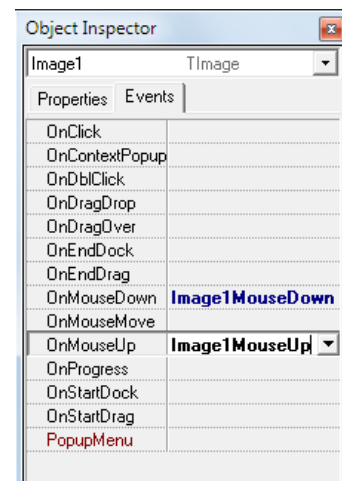 Object Inspector
Image1 TImage
Properties Events
OnClick
OnContextPopup
OnDblClick
OnDragDrop
OnDragOver
OnEndDock
OnEndDrag
OnMouseDown Image1MouseDown
OnMouseMove
OnMouseUp Image1MouseUp
OnProgress
OnStartDock
OnStartDrag
PopupMenu